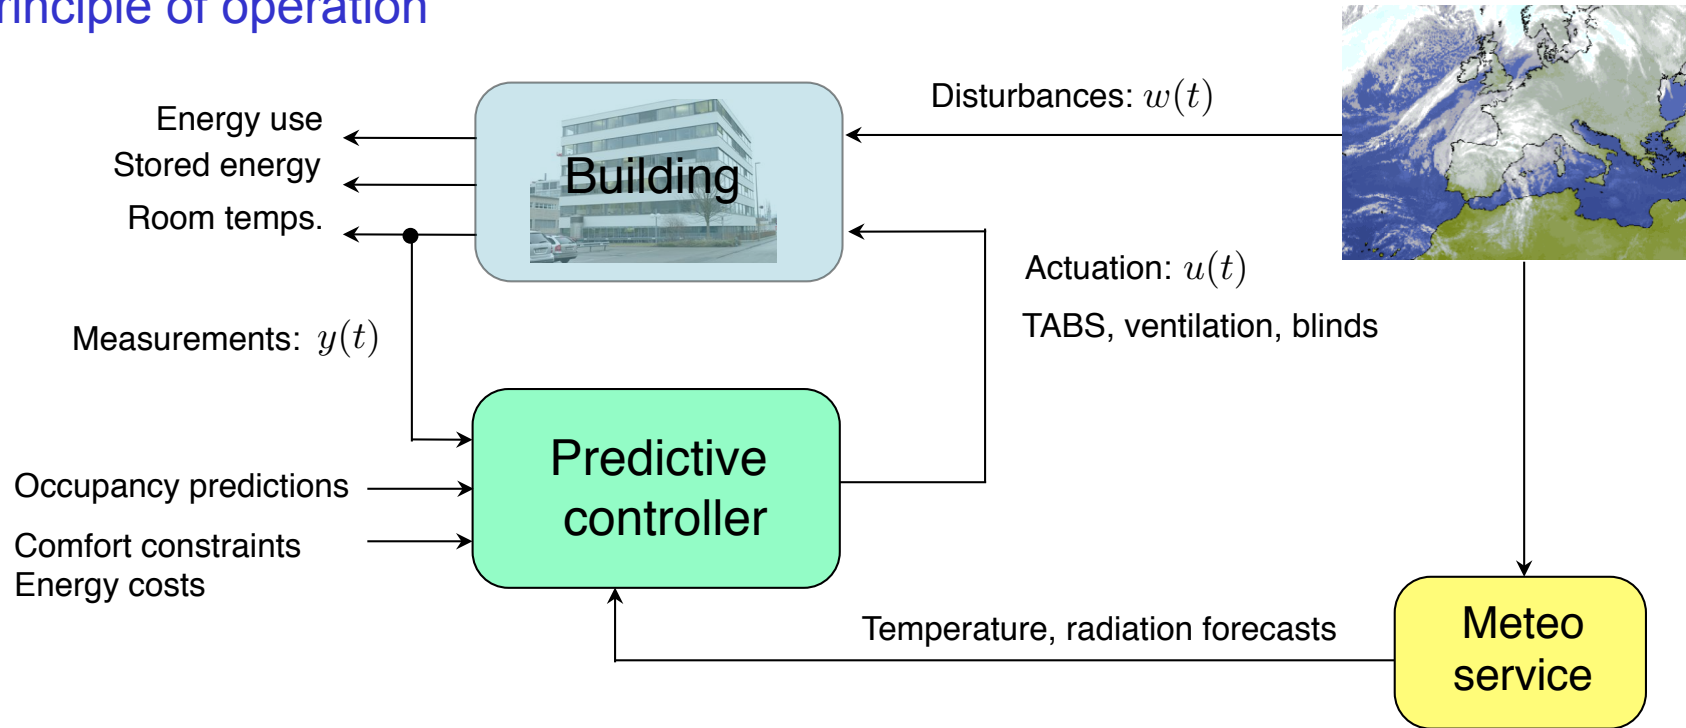 Principle of operation
Disturbances: w(t)
Energy use
Stored energy
Room temps.
Building
Actuation: u(t)
TABS, ventilation, blinds
Measurements: y(t)
Predictive
controller
Occupancy predictions
Comfort constraints
Energy costs
Temperature, radiation forecasts
Meteo
service